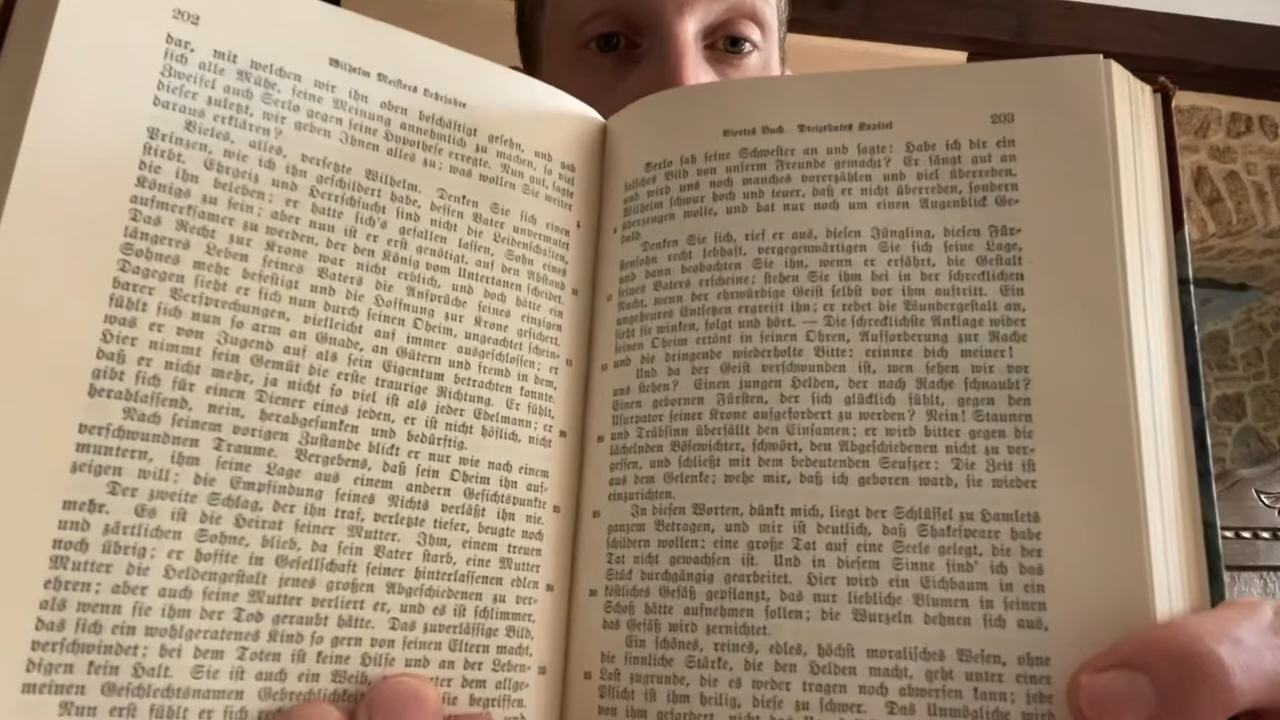 202
Wilhelm Meisters Lehrjahre
dar, mit welchen wir ihn oben beschäftigt gesehn, und gab
sich alle Mühe, seine Meinung annehmlich zu machen, so viel
Zweifel auch Serlo gegen seine Hypothese erregte. Nun gut, sagte
dieser zuletzt, wir geben Ihnen alles zu; was wollen Sie weiter
daraus erklären?
Vieles, alles, versetzte Wilhelm. Denken Sie sich einen
Prinzen, wie ich ihn geschildert habe, dessen Vater unvermutet
stirbt. Ehrgeiz und Herrschsucht sind nicht die Leidenschaften,
die ihn beleben; er hatte sich's gefallen lassen, Sohn eines
Königs zu sein; aber nun ist er erst genötigt, auf den Abstand
aufmerksamer zu werden, der den König vom Untertanen scheidet.
Das Recht zur Krone war nicht erblich, und doch hätte ein
längeres Leben seines Vaters die Ansprüche seines einzigen
Sohnes mehr befestigt und die Hoffnung zur Krone gesichert.
Dagegen sieht er sich nun durch seinen Oheim, ungeachtet schein-
barer Versprechungen, vielleicht auf immer ausgeschlossen; er
fühlt sich nun so arm an Gnade, an Gütern und fremd in dem,
was er von Jugend auf als sein Eigentum betrachten konnte.
Hier nimmt sein Gemüt die erste traurige Richtung. Er fühlt,
daß er nicht mehr, ja nicht so viel ist als jeder Edelmann; er
gibt sich für einen Diener eines jeden, er ist nicht höflich, nicht
herablassend, nein, herabgesunken und bedürftig.
Nach seinem vorigen Zustande blickt er nur wie nach einem
verschwundnen Traume. Vergebens, daß sein Oheim ihn auf-
muntern, ihm seine Lage aus einem andern Gesichtspunkte
zeigen will; die Empfindung seines Nichts verläßt ihn nie.
Der zweite Schlag, der ihn traf, verletzte tiefer, beugte noch
mehr. Es ist die Heirat seiner Mutter. Ihm, einem treuen
und zärtlichen Sohne, blieb, da sein Vater starb, eine Mutter
noch übrig; er hoffte in Gesellschaft seiner hinterlassenen edlen
Mutter die Heldengestalt jenes großen Abgeschiedenen zu ver-
ehren; aber auch seine Mutter verliert er, und es ist schlimmer,
als wenn sie ihm der Tod geraubt hätte. Das zuverlässige Bild,
das sich ein wohlgeratenes Kind so gern von seinen Eltern macht,
verschwindet; bei dem Toten ist keine Hilfe und an der Leben-
digen kein Halt. Sie ist auch ein Weib, dem allge-
meinen Geschlechtsnamen sie begriffen.
Nun erst fühlt er sich und
203
Viertes Buch. Dreizehntes Kapitel
Serlo sah seine Schwester an und sagte: Habe ich dir ein
falsches Bild von unserm Freunde gemacht? Er fängt gut an
und wird uns noch manches vorerzählen und viel überreden.
Wilhelm schwur hoch und teuer, daß er nicht überreden, sondern
überzeugen wolle, und bat nur noch um einen Augenblick Ge-
duld.
Denken Sie sich, rief er aus, diesen Jüngling, diesen Für-
stensohn recht lebhaft, vergegenwärtigen Sie sich seine Lage,
und dann beobachten Sie ihn, wenn er erfährt, die Gestalt
seines Vaters erscheine; stehen Sie ihm bei in der schrecklichen
Nacht, wenn der ehrwürdige Geist selbst vor ihm auftritt. Ein
ungeheures Entsetzen ergreift ihn; er redet die Wundergestalt an,
sieht sie winken, folgt und hört. — Die schrecklichste Anklage wider
seinen Oheim ertönt in seinen Ohren, Aufforderung zur Rache
und die dringende wiederholte Bitte: erinnre dich meiner!
Und da der Geist verschwunden ist, wen sehen wir vor
uns stehen? Einen jungen Helden, der nach Rache schnaubt?
Einen gebornen Fürsten, der sich glücklich fühlt, gegen den
Usurpator seiner Krone aufgefordert zu werden? Nein! Staunen
und Trübsinn überfällt den Einsamen; er wird bitter gegen die
lächelnden Bösewichter, schwört, den Abgeschiedenen nicht zu ver-
gessen, und schließt mit dem bedeutenden Seufzer: Die Zeit ist
aus dem Gelenke; wehe mir, daß ich geboren ward, sie wieder
einzurichten.
In diesen Worten, dünkt mich, liegt der Schlüssel zu Hamlets
ganzem Betragen, und mir ist deutlich, daß Shakespeare habe
schildern wollen: eine große Tat auf eine Seele gelegt, die der
Tat nicht gewachsen ist. Und in diesem Sinne find' ich das
Stück durchgängig gearbeitet. Hier wird ein Eichbaum in ein
köstliches Gefäß gepflanzt, das nur liebliche Blumen in seinen
Schoß hätte aufnehmen sollen; die Wurzeln dehnen sich aus,
das Gefäß wird zernichtet.
Ein schönes, reines, edles, höchst moralisches Wesen, ohne
die sinnliche Stärke, die den Helden macht, geht unter einer
Last zugrunde, die es weder tragen noch abwerfen kann; jede
Pflicht ist ihm heilig, diese zu schwer. Das Unmögliche wird
von ihm gefordert, nicht das